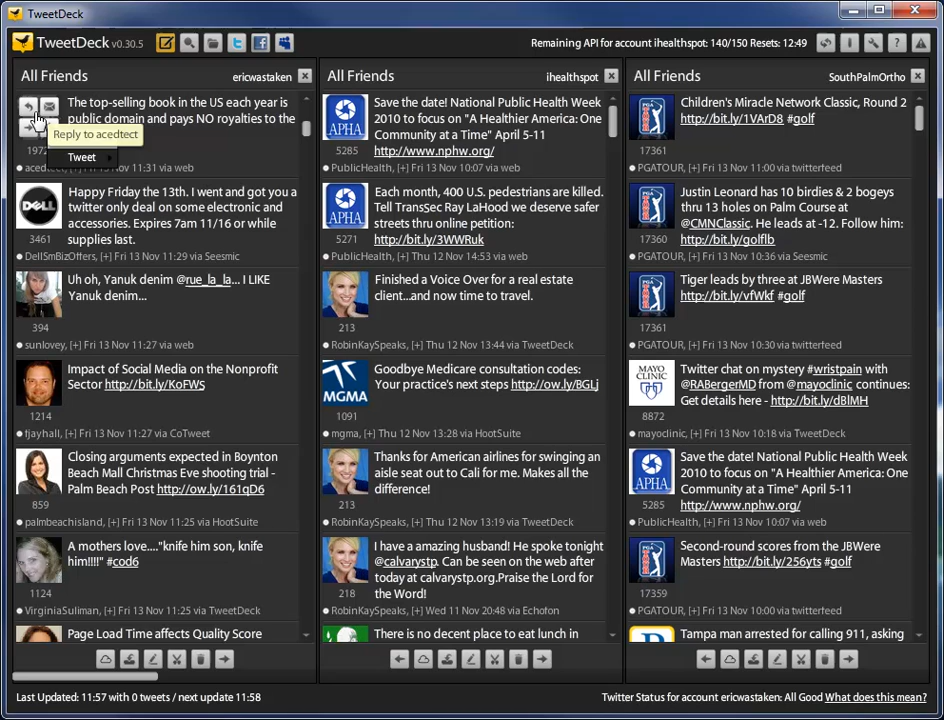 TweetDeck
TweetDeck v0.30.5
Remaining API for account ihealthspot: 140/150 Resets: 12:49
All Friends
ericwastaken
The top-selling book in the US each year is
public domain and pays NO royalties to the
Reply to acedtect
Tweet
Fri 13 Nov 11:31 via web
DELL
Happy Friday the 13th. I went and got you a
twitter only deal on some electronic and
accessories. Expires 7am 11/16 or while
supplies last.
3461
DellSmBizOffers, [+] Fri 13 Nov 11:29 via Seesmic
Uh oh, Yanuk denim @rue_la_la... I LIKE
Yanuk denim...
394
sunlovey, [+] Fri 13 Nov 11:27 via web
Impact of Social Media on the Nonprofit
Sector http://bit.ly/KoFWS
1214
fjayhall, [+] Fri 13 Nov 11:27 via CoTweet
Closing arguments expected in Boynton
Beach Mall Christmas Eve shooting trial -
Palm Beach Post http://ow.ly/161qD6
859
palmbeachisland, [+] Fri 13 Nov 11:25 via HootSuite
A mothers love...."knife him son, knife
him!!!!" #cod6
1124
VirginiaSuliman, [+] Fri 13 Nov 11:25 via TweetDeck
Page Load Time affects Quality Score
All Friends
ihealthspot
APHA
Save the date! National Public Health Week
2010 to focus on "A Healthier America: One
Community at a Time" April 5-11
http://www.nphw.org/
5285
PublicHealth, [+] Fri 13 Nov 10:07 via web
APHA
Each month, 400 U.S. pedestrians are killed.
Tell TransSec Ray LaHood we deserve safer
streets thru online petition:
http://bit.ly/3WWRuk
5271
PublicHealth, [+] Thu 12 Nov 14:53 via web
Finished a Voice Over for a real estate
client...and now time to travel.
213
RobinKaySpeaks, [+] Thu 12 Nov 13:44 via TweetDeck
MGMA
Goodbye Medicare consultation codes:
Your practice's next steps http://ow.ly/BGLj
1091
mgma, [+] Thu 12 Nov 13:28 via HootSuite
Thanks for American airlines for swinging an
aisle seat out to Cali for me. Makes all the
difference!
213
RobinKaySpeaks, [+] Thu 12 Nov 13:19 via TweetDeck
I have a amazing husband! He spoke tonight
@calvarystp. Can be seen on the web after
today at calvarystp.org.Praise the Lord for
the Word!
218
RobinKaySpeaks, [+] Wed 11 Nov 20:48 via Echofon
There is no decent place to eat lunch in
All Friends
SouthPalmOrtho
Children's Miracle Network Classic, Round 2
http://bit.ly/1VArD8 #golf
17361
PGATOUR, [+] Fri 13 Nov 13:00 via twitterfeed
Justin Leonard has 10 birdies & 2 bogeys
thru 13 holes on Palm Course at
@CMNClassic. He leads at -12. Follow him:
http://bit.ly/golflb
17360
PGATOUR, [+] Fri 13 Nov 10:36 via Seesmic
Tiger leads by three at JBWere Masters
http://bit.ly/vfWkf #golf
17361
PGATOUR, [+] Fri 13 Nov 10:30 via twitterfeed
MAYO
CLINIC
Twitter chat on mystery #wristpain with
@RABergerMD from @mayoclinic continues:
Get details here - http://bit.ly/dBlMH
8872
mayoclinic, [+] Fri 13 Nov 10:18 via TweetDeck
APHA
Save the date! National Public Health Week
2010 to focus on "A Healthier America: One
Community at a Time" April 5-11
http://www.nphw.org/
5285
PublicHealth, [+] Fri 13 Nov 10:07 via web
Second-round scores from the JBWere
Masters http://bit.ly/256yts #golf
17359
PGATOUR, [+] Fri 13 Nov 11:00 via twitterfeed
Tampa man arrested for calling 911, asking
Last Updated: 11:57 with 0 tweets / next update 11:58
Twitter Status for account ericwastaken: All Good What does this mean?